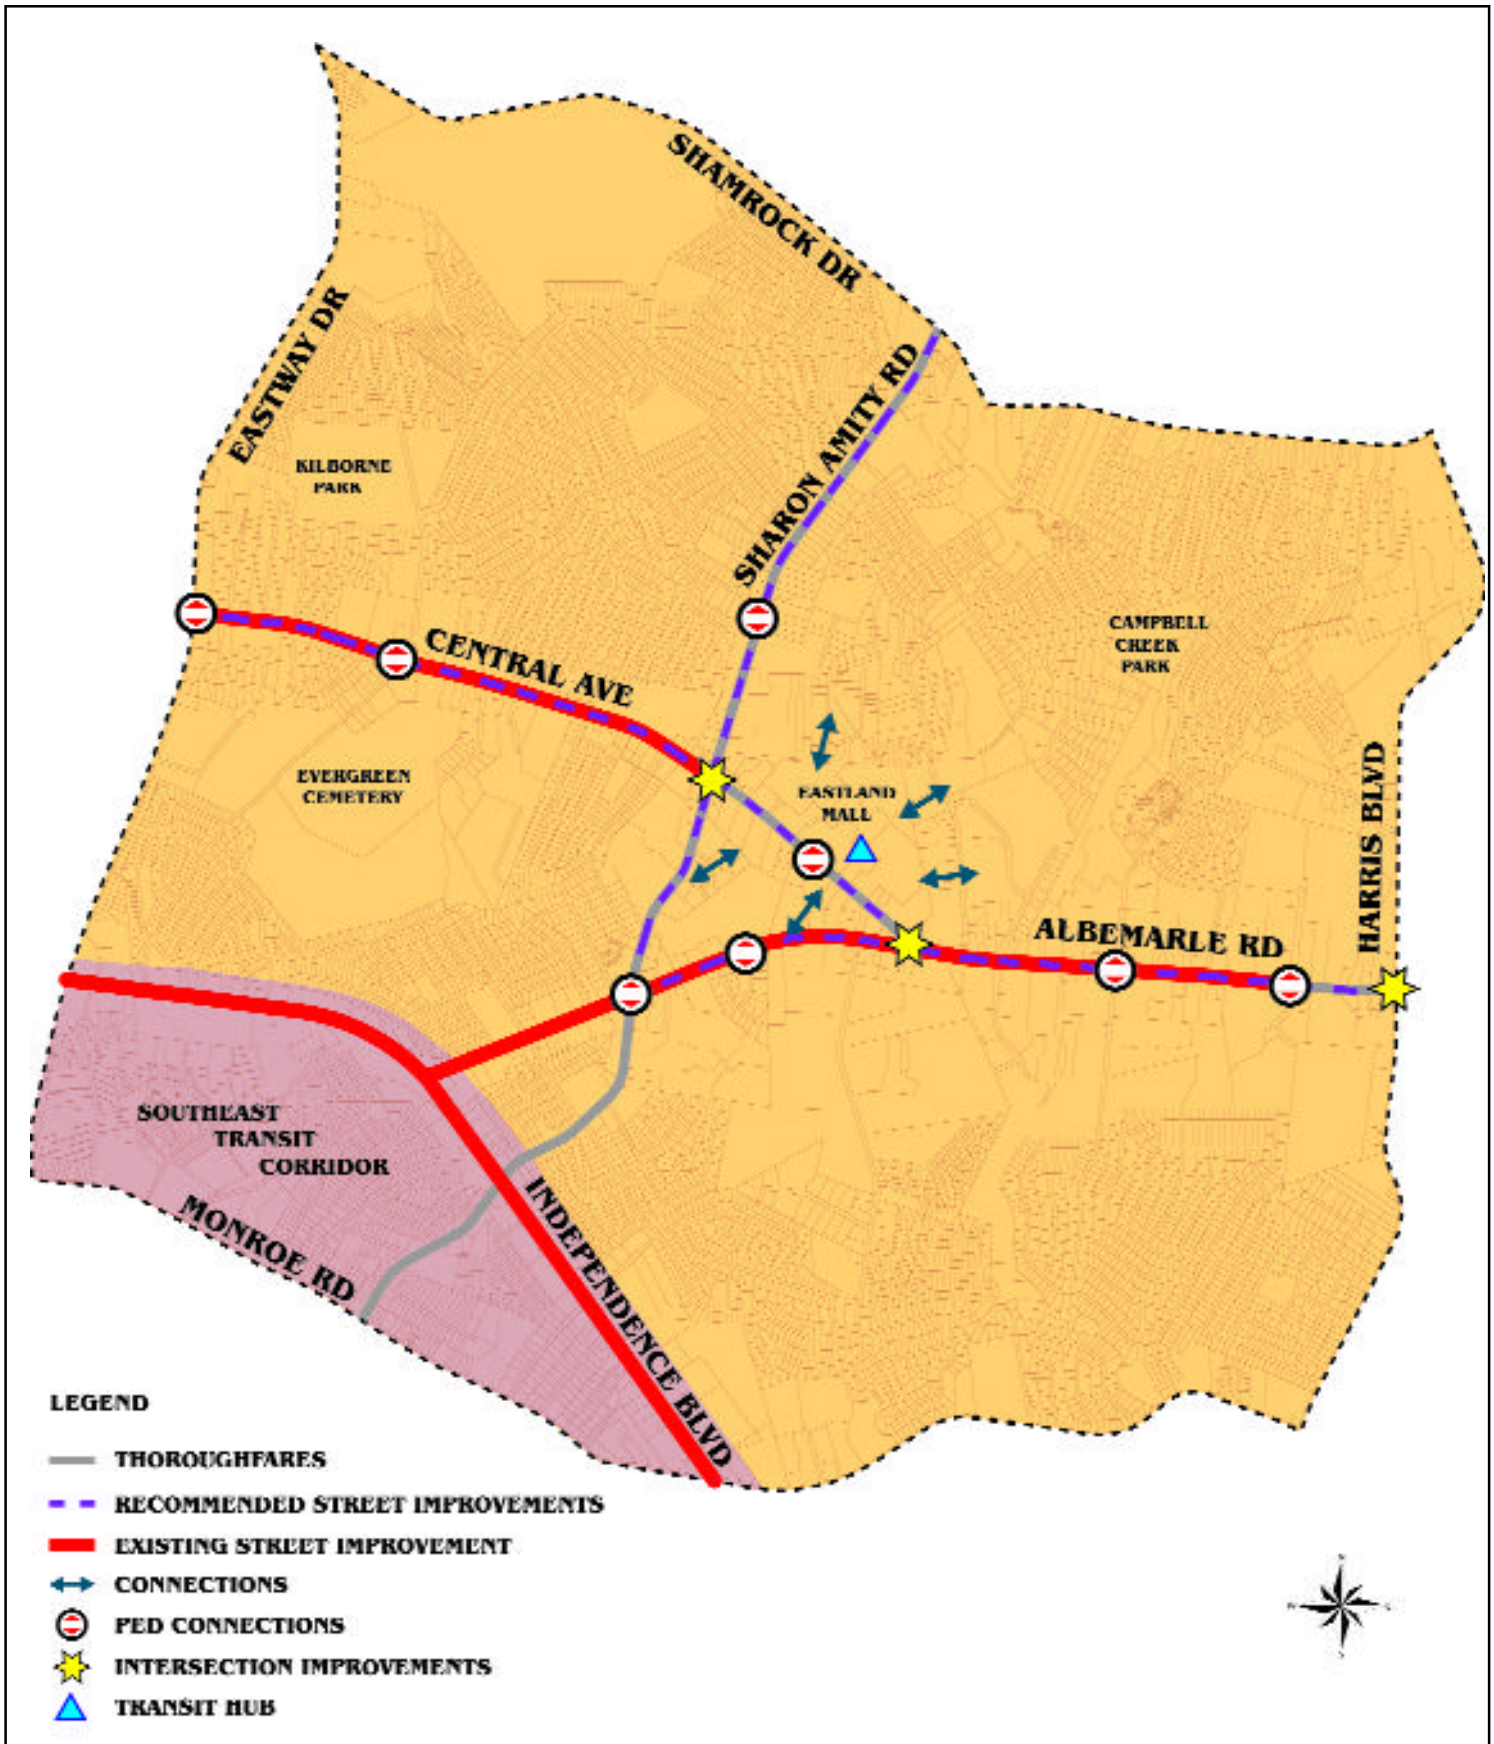 SHAMROCK DR
EASTWAY DR
SHARON AMITY RD
KILBORNE
PARK
CENTRAL AVE
CAMPBELL
CREEK
PARK
EVERGREEN
CEMETERY
EASTLAND
MALL
HARRIS BLVD
ALBEMARLE RD
SOUTHEAST
TRANSIT
CORRIDOR
MONROE RD
INDEPENDENCE BLVD
LEGEND
THOROUGHFARES
RECOMMENDED STREET IMPROVEMENTS
EXISTING STREET IMPROVEMENT
CONNECTIONS
PED CONNECTIONS
INTERSECTION IMPROVEMENTS
TRANSIT HUB